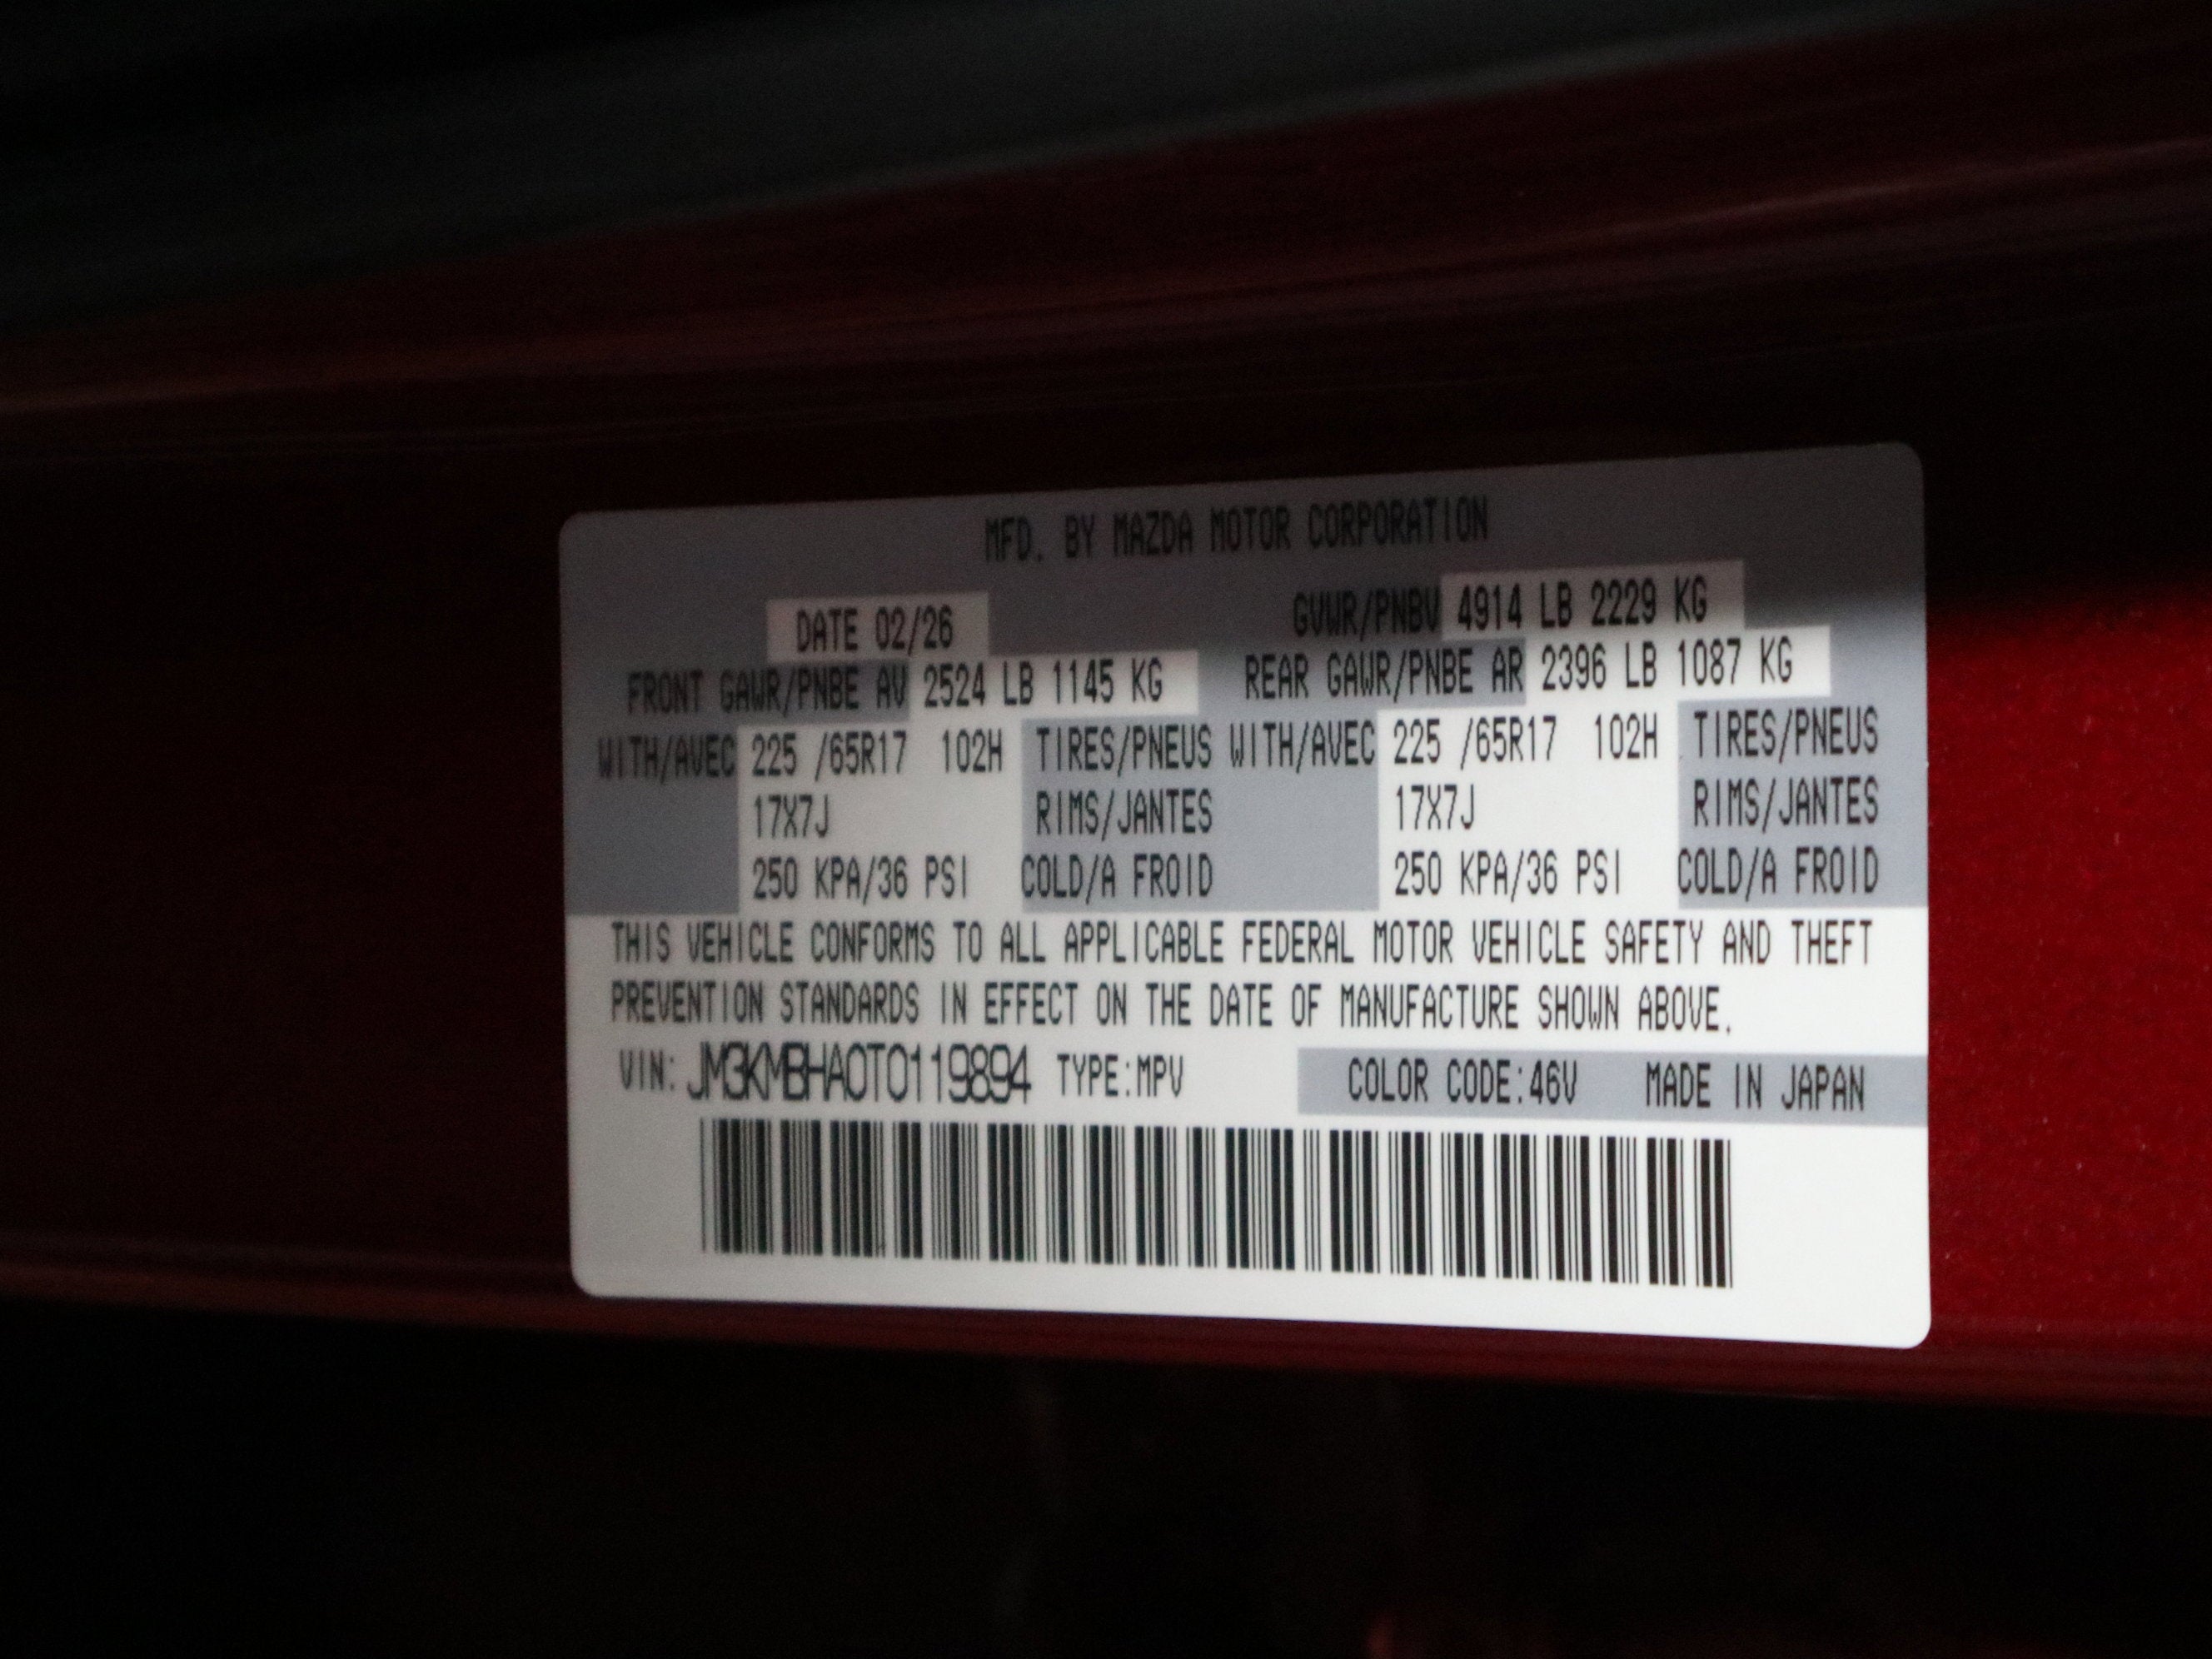 MFD. BY MAZDA MOTOR CORPORATION
DATE 02/26 GVWR/PNBV 4914 LB 2229 KG
FRONT GAWR/PNBE AV 2524 LB 1145 KG REAR GAWR/PNBE AR 2396 LB 1087 KG
WITH/AVEC 225 /65R17 102H TIRES/PNEUS WITH/AVEC 225 /65R17 102H TIRES/PNEUS
17X7J RIMS/JANTES 17X7J RIMS/JANTES
250 KPA/36 PSI COLD/A FROID 250 KPA/36 PSI COLD/A FROID
THIS VEHICLE CONFORMS TO ALL APPLICABLE FEDERAL MOTOR VEHICLE SAFETY AND THEFT
PREVENTION STANDARDS IN EFFECT ON THE DATE OF MANUFACTURE SHOWN ABOVE.
VIN: JM3KMBHA0T0119894 TYPE:MPV COLOR CODE:46V MADE IN JAPAN